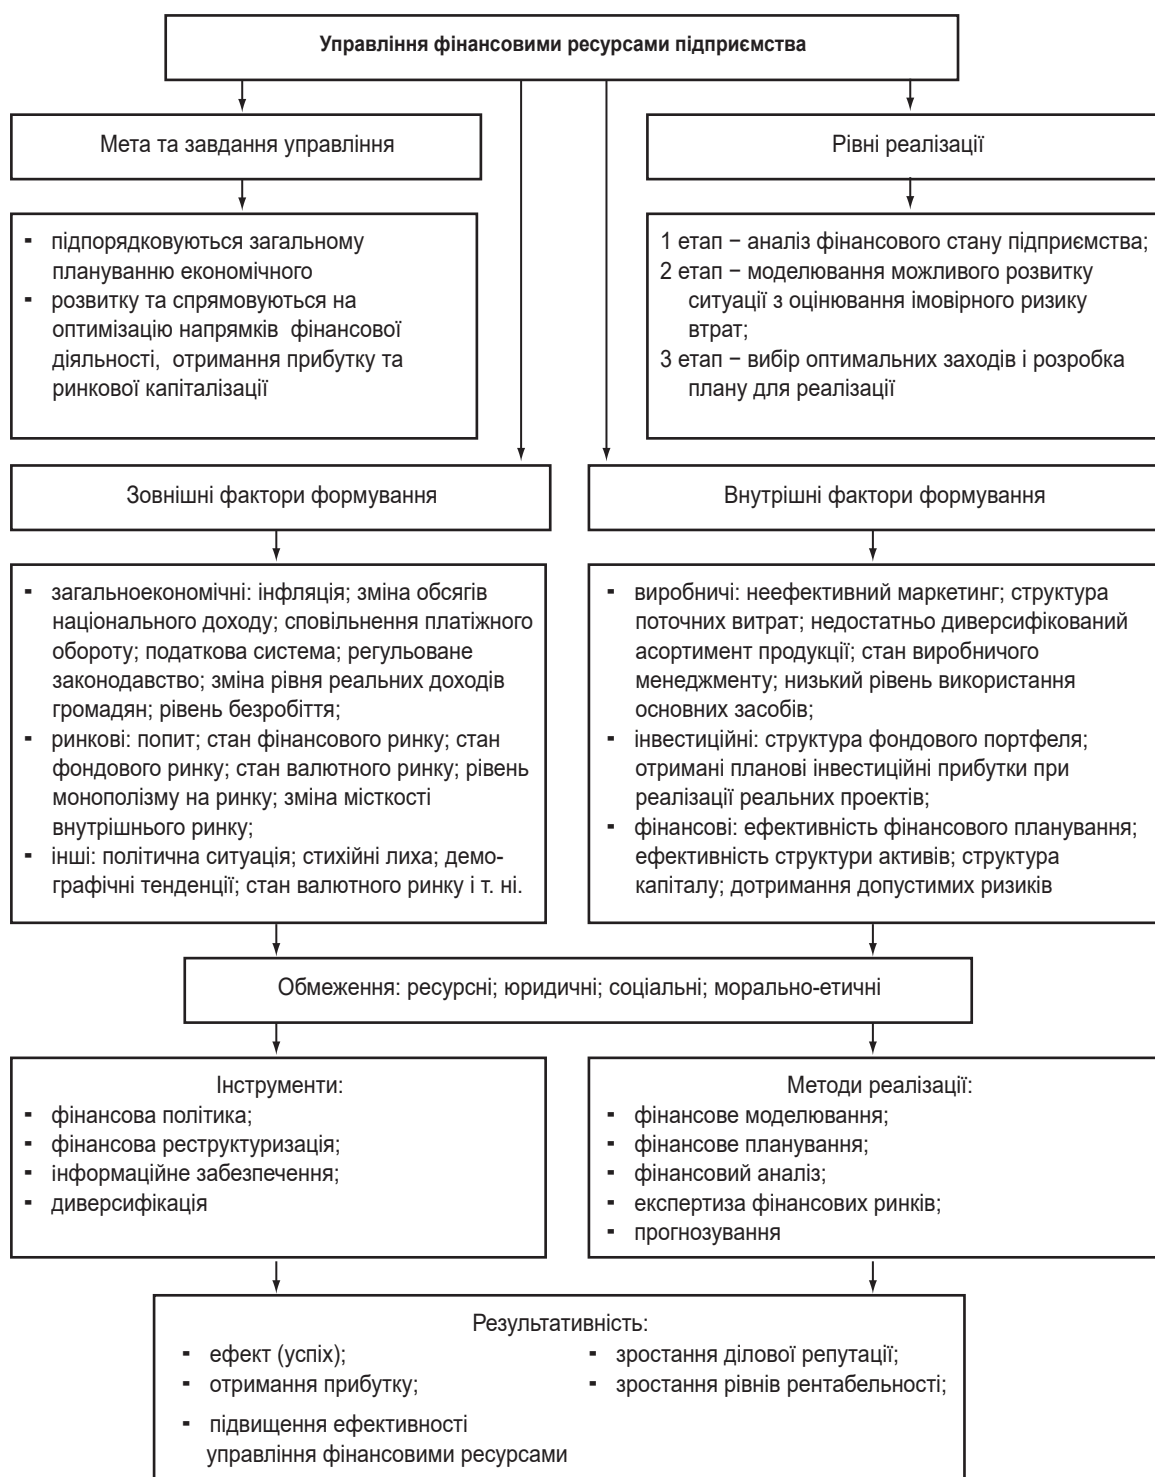 Управління фінансовими ресурсами підприємства
Мета та завдання управління
Рівні реалізації
- підпорядковуються загальному
плануванню економічного
- розвитку та спрямовуються на
оптимізацію напрямків фінансової
діяльності, отримання прибутку та
ринкової капіталізації
1 етап – аналіз фінансового стану підприємства;
2 етап – моделювання можливого розвитку
ситуації з оцінювання імовірного ризику
втрат;
3 етап – вибір оптимальних заходів і розробка
плану для реалізації
Зовнішні фактори формування
Внутрішні фактори формування
- загальноекономічні: інфляція; зміна обсягів
національного доходу; сповільнення платіжного
обороту; податкова система; регульоване
законодавство; зміна рівня реальних доходів
громадян; рівень безробіття;
- ринкові: попит; стан фінансового ринку; стан
фондового ринку; стан валютного ринку; рівень
монополізму на ринку; зміна місткості
внутрішнього ринку;
- інші: політична ситуація; стихійні лиха; демо-
графічні тенденції; стан валютного ринку і т. ні.
- виробничі: неефективний маркетинг; структура
поточних витрат; недостатньо диверсифікований
асортимент продукції; стан виробничого
менеджменту; низький рівень використання
основних засобів;
- інвестиційні: структура фондового портфеля;
отримані планові інвестиційні прибутки при
реалізації реальних проектів;
- фінансові: ефективність фінансового планування;
ефективність структури активів; структура
капіталу; дотримання допустимих ризиків
Обмеження: ресурсні; юридичні; соціальні; морально-етичні
Інструменти:
- фінансова політика;
- фінансова реструктуризація;
- інформаційне забезпечення;
- диверсифікація
Методи реалізації:
- фінансове моделювання;
- фінансове планування;
- фінансовий аналіз;
- експертиза фінансових ринків;
- прогнозування
Результативність:
- ефект (успіх);
- отримання прибутку;
- підвищення ефективності
управління фінансовими ресурсами
- зростання ділової репутації;
- зростання рівнів рентабельності;